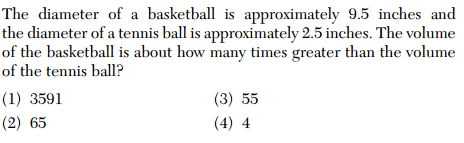 The diameter of a basketball is approximately 9.5 inches and
the diameter of a tennis ball is approximately 2.5 inches. The volume
of the basketball is about how many times greater than the volume
of the tennis ball?
(1) 3591 (3) 55
(2) 65 (4) 4